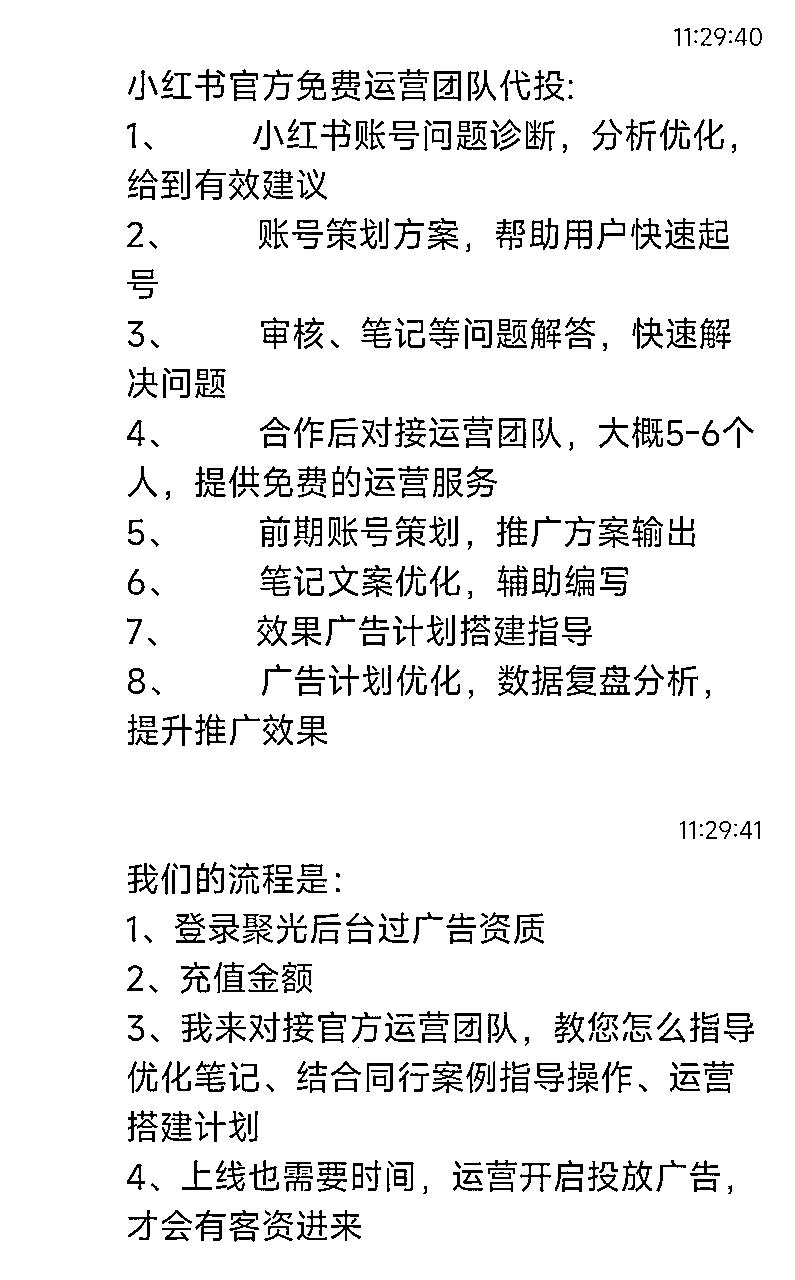 11:29:40
小红书官方免费运营团队代投:
1、 小红书账号问题诊断，分析优化，
给到有效建议
2、 账号策划方案，帮助用户快速起
号
3、 审核、笔记等问题解答，快速解
决问题
4、 合作后对接运营团队，大概5-6个
人，提供免费的运营服务
5、 前期账号策划，推广方案输出
6、 笔记文案优化，辅助编写
7、 效果广告计划搭建指导
8、 广告计划优化，数据复盘分析，
提升推广效果
11:29:41
我们的流程是：
1、登录聚光后台过广告资质
2、充值金额
3、我来对接官方运营团队，教您怎么指导
优化笔记、结合同行案例指导操作、运营
搭建计划
4、上线也需要时间，运营开启投放广告，
才会有客资进来